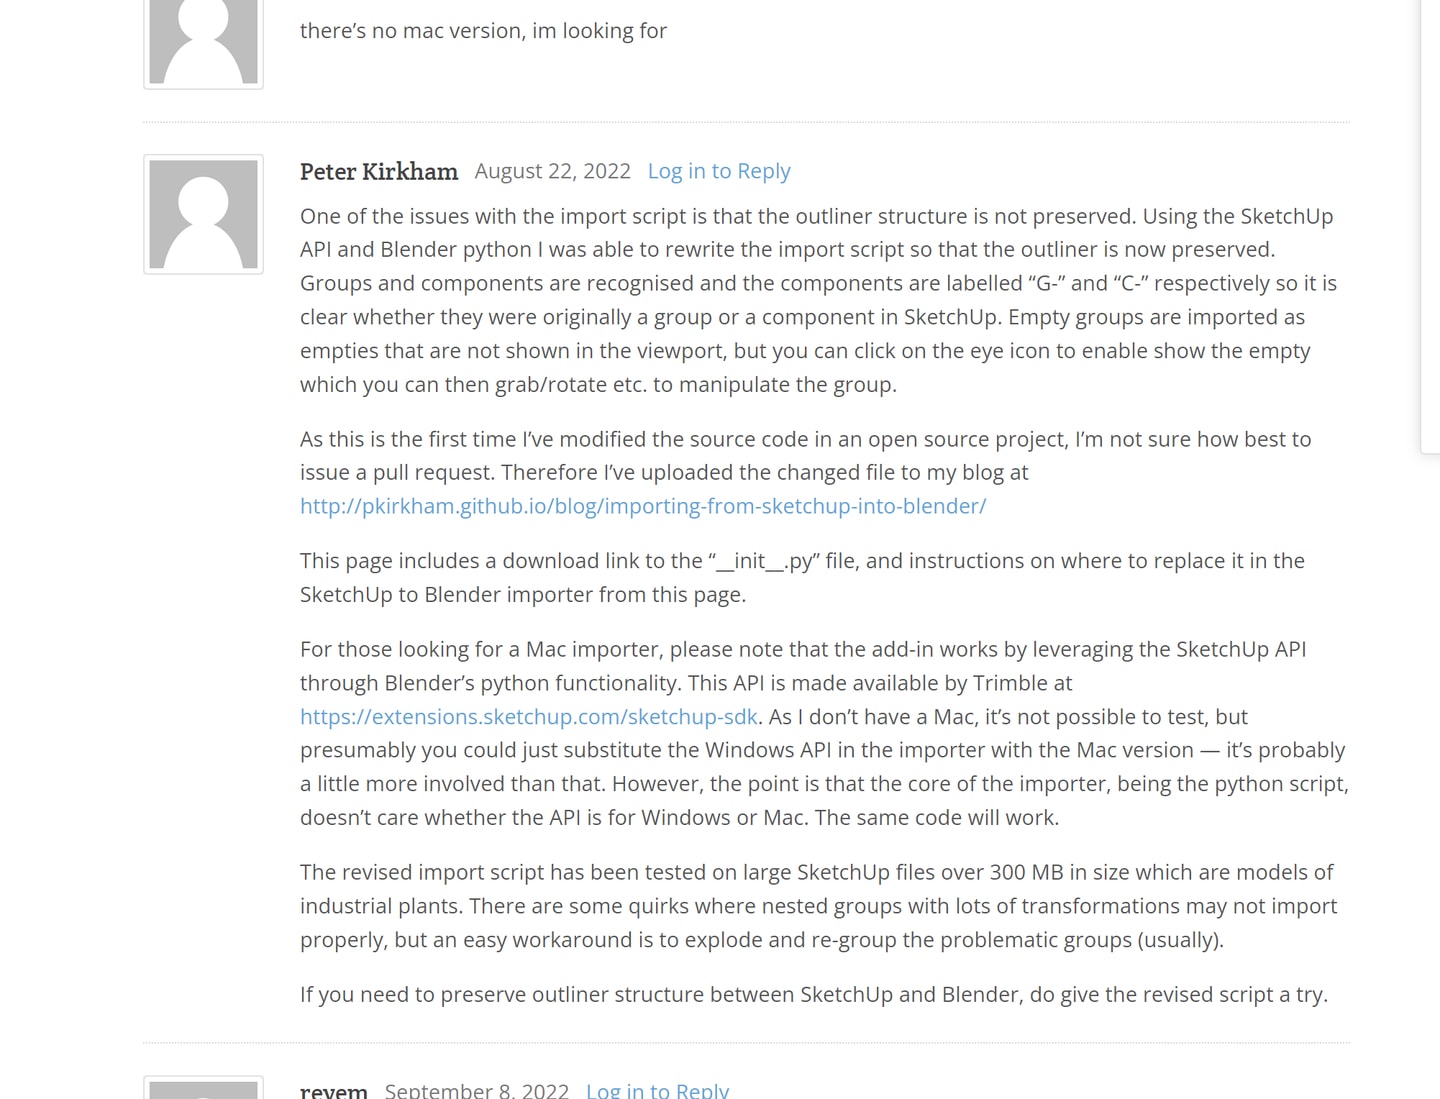 there’s no mac version, im looking for
Peter Kirkham August 22, 2022 Log in to Reply
One of the issues with the import script is that the outliner structure is not preserved. Using the SketchUp
API and Blender python I was able to rewrite the import script so that the outliner is now preserved.
Groups and components are recognised and the components are labelled “G-” and “C-” respectively so it is
clear whether they were originally a group or a component in SketchUp. Empty groups are imported as
empties that are not shown in the viewport, but you can click on the eye icon to enable show the empty
which you can then grab/rotate etc. to manipulate the group.
As this is the first time I’ve modified the source code in an open source project, I’m not sure how best to
issue a pull request. Therefore I’ve uploaded the changed file to my blog at
http://pkirkham.github.io/blog/importing-from-sketchup-into-blender/
This page includes a download link to the “__init__.py” file, and instructions on where to replace it in the
SketchUp to Blender importer from this page.
For those looking for a Mac importer, please note that the add-in works by leveraging the SketchUp API
through Blender’s python functionality. This API is made available by Trimble at
https://extensions.sketchup.com/sketchup-sdk. As I don’t have a Mac, it’s not possible to test, but
presumably you could just substitute the Windows API in the importer with the Mac version — it’s probably
a little more involved than that. However, the point is that the core of the importer, being the python script,
doesn’t care whether the API is for Windows or Mac. The same code will work.
The revised import script has been tested on large SketchUp files over 300 MB in size which are models of
industrial plants. There are some quirks where nested groups with lots of transformations may not import
properly, but an easy workaround is to explode and re-group the problematic groups (usually).
If you need to preserve outliner structure between SketchUp and Blender, do give the revised script a try.
revem September 8, 2022 Log in to Reply